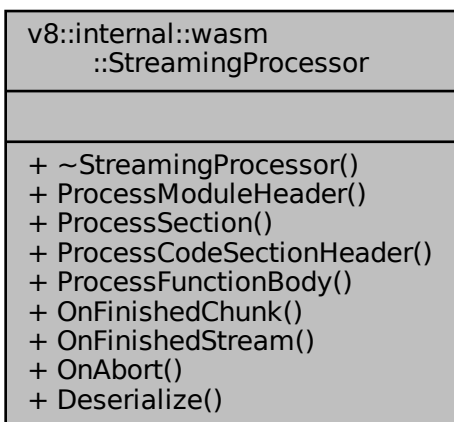 v8::internal::wasm
::StreamingProcessor
+ ~StreamingProcessor()
+ ProcessModuleHeader()
+ ProcessSection()
+ ProcessCodeSectionHeader()
+ ProcessFunctionBody()
+ OnFinishedChunk()
+ OnFinishedStream()
+ OnAbort()
+ Deserialize()